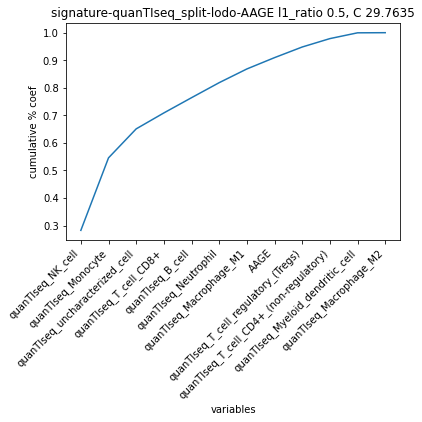 signature-quanTIseq_split-lodo-AAGE l1_ratio 0.5, C 29.7635
1.0
0.9
0.8
0.7
0.6
0.5
0.4
0.3
cumulative % coef
quanTIseq_NK_cell
quanTIseq_Monocyte
quanTIseq_uncharacterized_cell
quanTIseq_T_cell_CD8+
quanTIseq_B_cell
quanTIseq_Neutrophil
quanTIseq_Macrophage_M1
AAGE
quanTIseq_T_cell_regulatory_(Tregs)
quanTIseq_T_cell_CD4+_(non-regulatory)
quanTIseq_Myeloid_dendritic_cell
quanTIseq_Macrophage_M2
variables